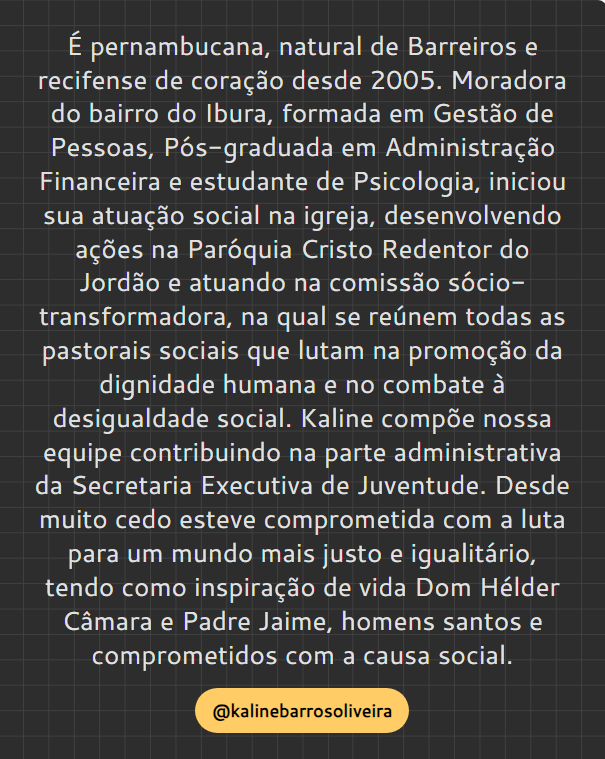 É pernambucana, natural de Barreiros e
recifense de coração desde 2005. Moradora
do bairro do Ibura, formada em Gestão de
Pessoas, Pós-graduada em Administração
Financeira e estudante de Psicologia, iniciou
sua atuação social na igreja, desenvolvendo
ações na Paróquia Cristo Redentor do
Jordão e atuando na comissão sócio-
transformadora, na qual se reúnem todas as
pastorais sociais que lutam na promoção da
dignidade humana e no combate à
desigualdade social. Kaline compõe nossa
equipe contribuindo na parte administrativa
da Secretaria Executiva de Juventude. Desde
muito cedo esteve comprometida com a luta
para um mundo mais justo e igualitário,
tendo como inspiração de vida Dom Hélder
Câmara e Padre Jaime, homens santos e
comprometidos com a causa social.
@kalinebarrosoliveira